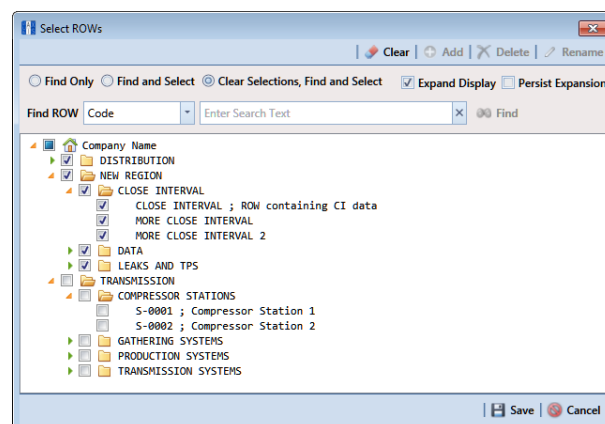 Select ROWs
Clear Add Delete Rename
Find Only Find and Select Clear Selections, Find and Select Expand Display Persist Expansion
Find ROW Code Enter Search Text Find
Company Name
DISTRIBUTION
NEW REGION
CLOSE INTERVAL
CLOSE INTERVAL ; ROW containing CI data
MORE CLOSE INTERVAL
MORE CLOSE INTERVAL 2
DATA
LEAKS AND TPS
TRANSMISSION
COMPRESSOR STATIONS
S-0001 ; Compressor Station 1
S-0002 ; Compressor Station 2
GATHERING SYSTEMS
PRODUCTION SYSTEMS
TRANSMISSION SYSTEMS
Save Cancel